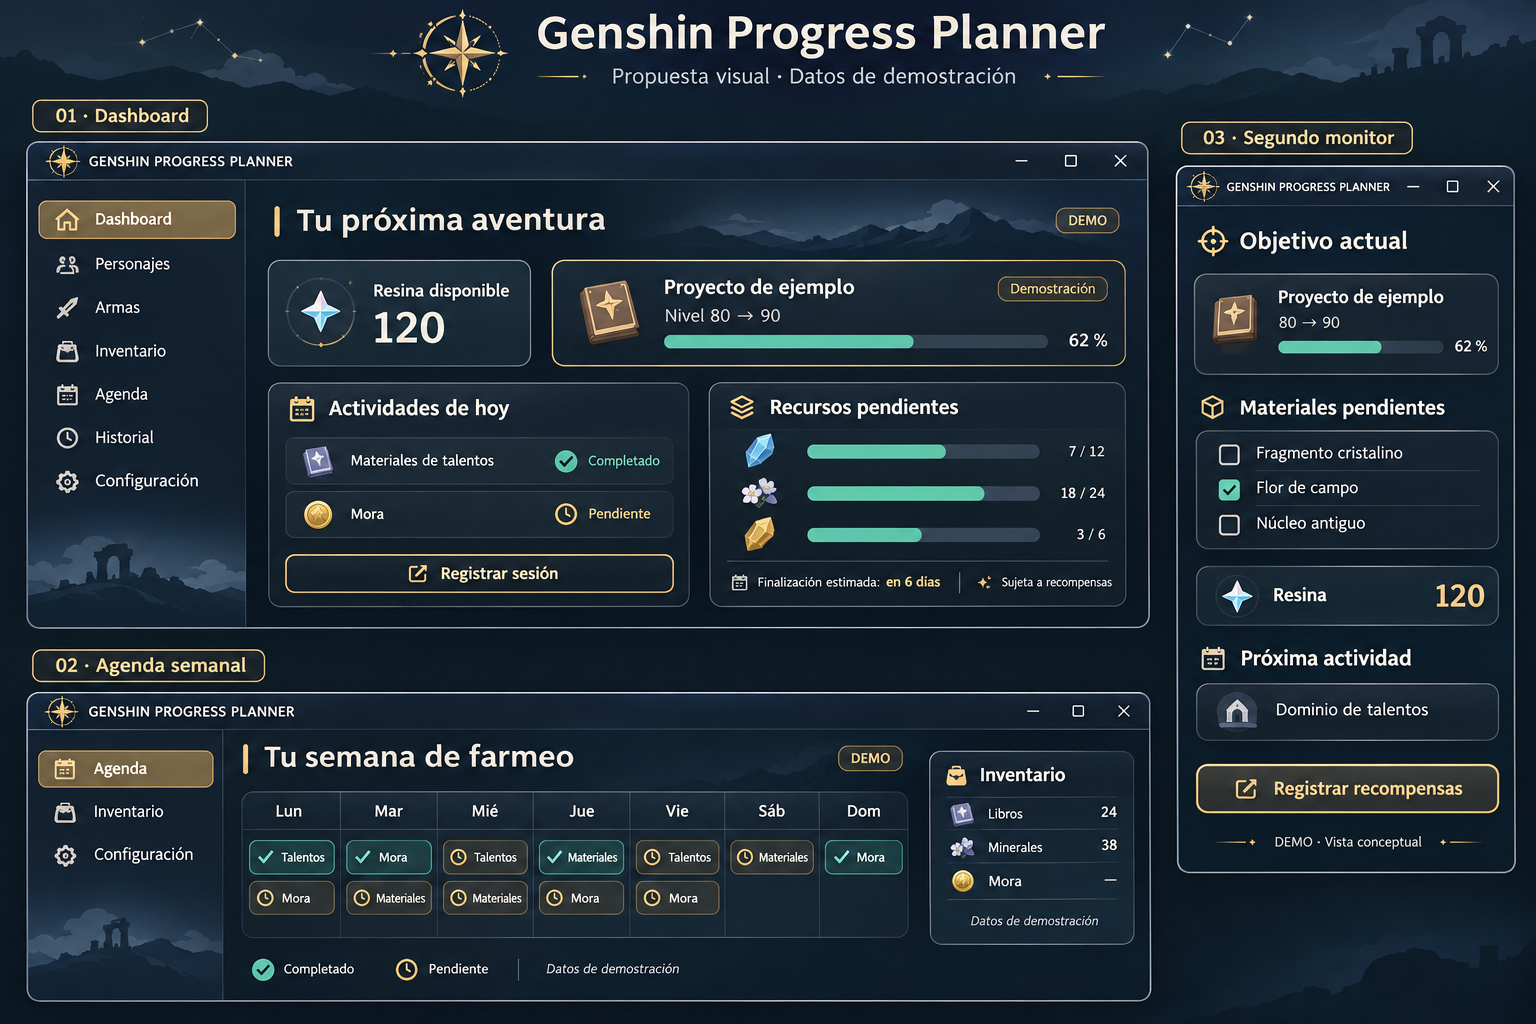 Genshin Progress Planner
Propuesta visual · Datos de demostración
01 · Dashboard
GENSHIN PROGRESS PLANNER
Dashboard
Personajes
Armas
Inventario
Agenda
Historial
Configuración
Tu próxima aventura
DEMO
Resina disponible
120
Proyecto de ejemplo
Demostración
Nivel 80 → 90
62 %
Actividades de hoy
Materiales de talentos
Completado
Mora
Pendiente
Registrar sesión
Recursos pendientes
7 / 12
18 / 24
3 / 6
Finalización estimada: en 6 días
Sujeta a recompensas
02 · Agenda semanal
GENSHIN PROGRESS PLANNER
Agenda
Inventario
Configuración
Tu semana de farmeo
DEMO
Lun Mar Mié Jue Vie Sáb Dom
Talentos Mora Talentos Materiales Talentos Materiales Mora
Mora Materiales Materiales Mora Mora
Completado
Pendiente
Datos de demostración
Inventario
Libros 24
Minerales 38
Mora —
Datos de demostración
03 · Segundo monitor
GENSHIN PROGRESS PLANNER
Objetivo actual
Proyecto de ejemplo
80 → 90
62 %
Materiales pendientes
Fragmento cristalino
Flor de campo
Núcleo antiguo
Resina 120
Próxima actividad
Dominio de talentos
Registrar recompensas
DEMO · Vista conceptual